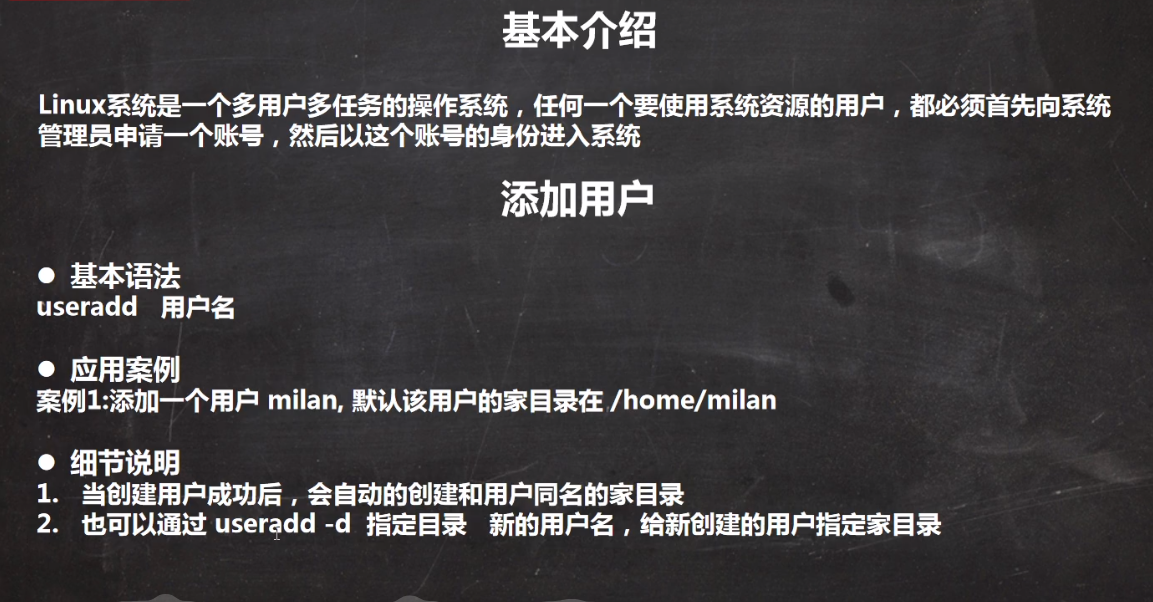 基本介绍
Linux系统是一个多用户多任务的操作系统，任何一个要使用系统资源的用户，都必须首先向系统
管理员申请一个账号，然后以这个账号的身份进入系统
添加用户
● 基本语法
useradd 用户名
● 应用案例
案例1:添加一个用户 milan, 默认该用户的家目录在 /home/milan
● 细节说明
1. 当创建用户成功后，会自动的创建和用户同名的家目录
2. 也可以通过 useradd -d 指定目录 新的用户名，给新创建的用户指定家目录